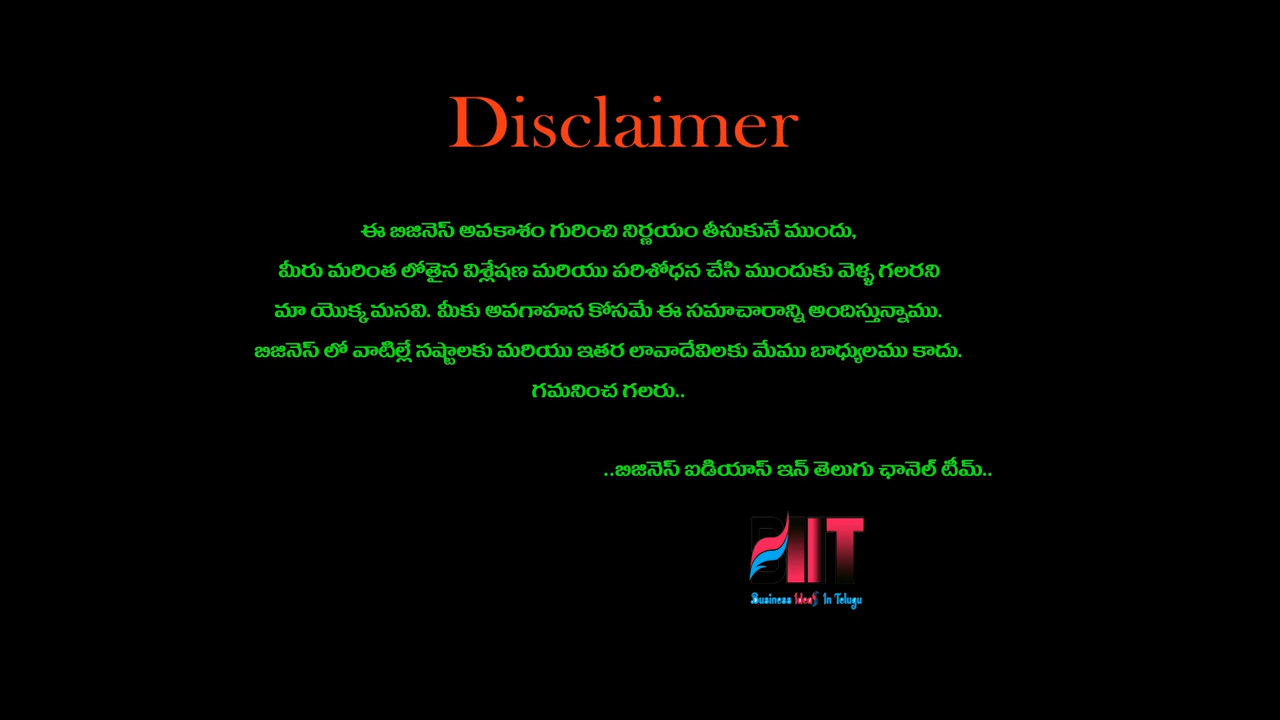 Disclaimer
ఈ బిజినెస్ అవకాశం గురించి నిర్ణయం తీసుకునే ముందు,
మీరు మరింత లోతైన విశ్లేషణ మరియు పరిశోధన చేసి ముందుకు వెళ్ళ గలరని
మా యొక్క మనవి. మీకు అవగాహన కోసమే ఈ సమాచారాన్ని అందిస్తున్నాము.
బిజినెస్ లో వాటిల్లే నష్టాలకు మరియు ఇతర లావాదేవిలకు మేము బాధ్యులము కాదు.
గమనించ గలరు..
..బిజినెస్ ఐడియాస్ ఇన్ తెలుగు ఛానెల్ టీమ్..
BIIT
Business Ideas In Telugu